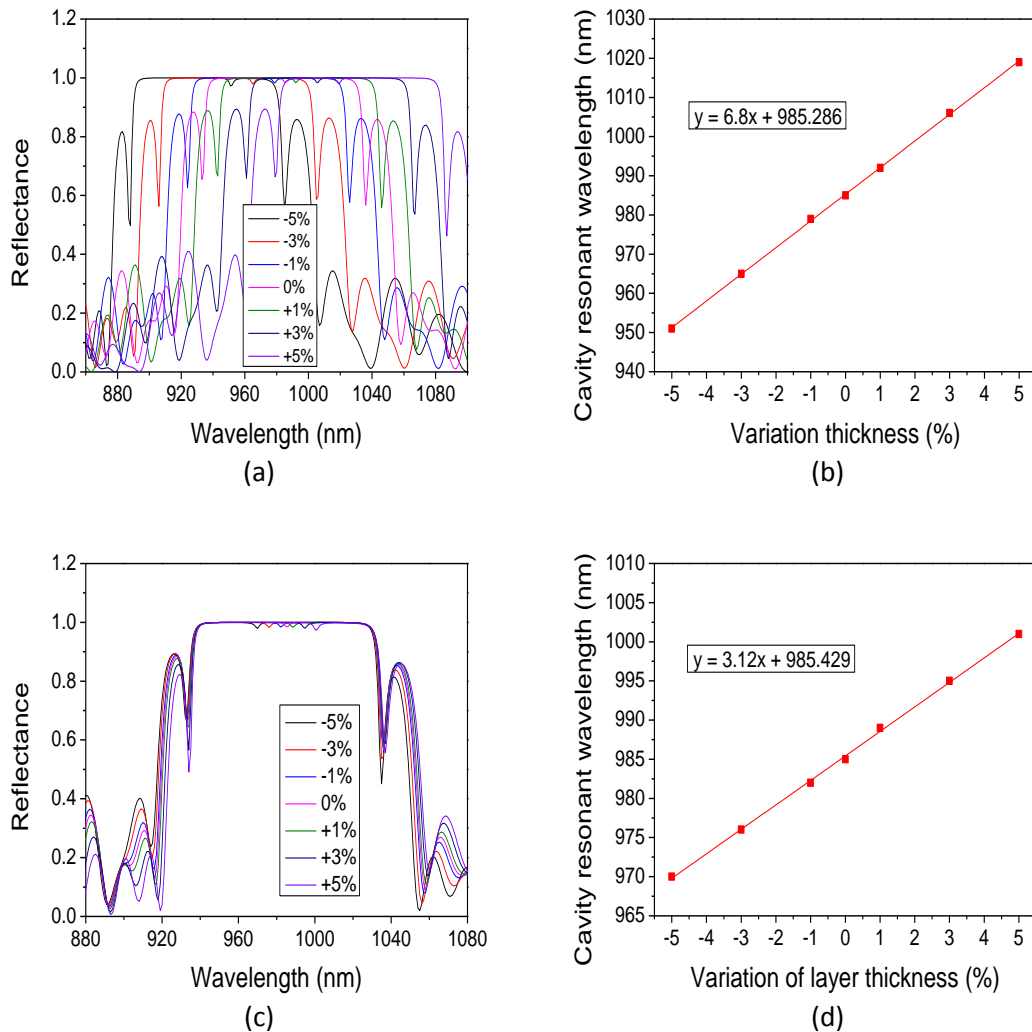 1.2
1.0
0.8
0.6
0.4
0.2
0.0
Reflectance
-5%
-3%
-1%
0%
+1%
+3%
+5%
880 920 960 1000 1040 1080
Wavelength (nm)
(a)
1030
1020
1010
1000
990
980
970
960
950
940
Cavity resonant wavelength (nm)
y = 6.8x + 985.286
-5 -4 -3 -2 -1 0 1 2 3 4 5
Variation thickness (%)
(b)
1.2
1.0
0.8
0.6
0.4
0.2
0.0
Reflectance
-5%
-3%
-1%
0%
+1%
+3%
+5%
880 920 960 1000 1040 1080
Wavelength (nm)
(c)
1010
1005
1000
995
990
985
980
975
970
965
Cavity resonant wavelength (nm)
y = 3.12x + 985.429
-5 -4 -3 -2 -1 0 1 2 3 4 5
Variation of layer thickness (%)
(d)